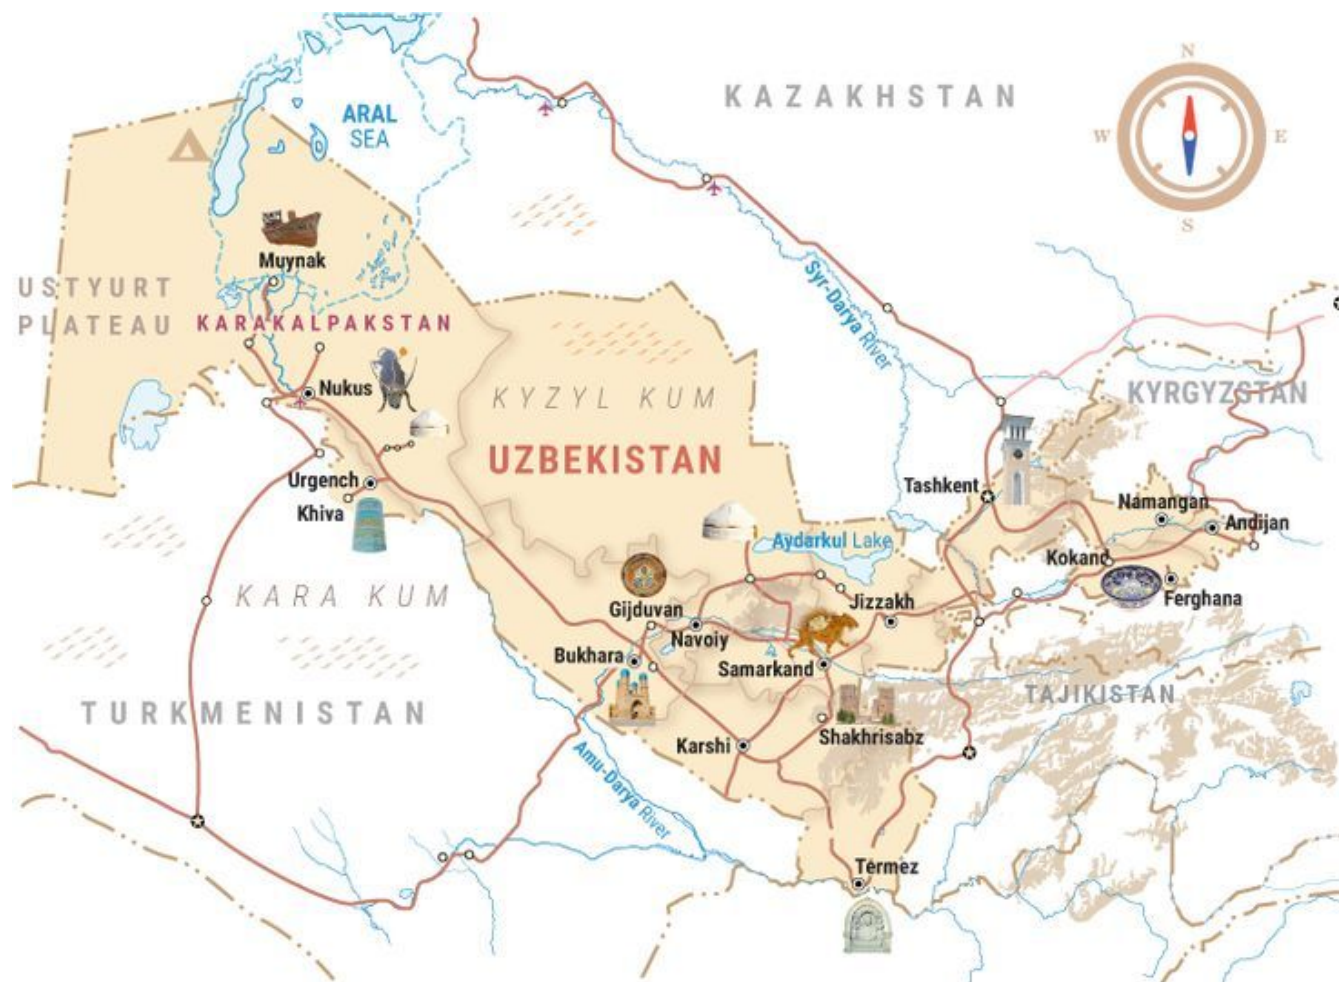 N
KAZAKHSTAN
ARAL
SEA
W
E
S
Muynak
USTYURT
PLATEAU
KARAKALPAKSTAN
Syr-Darya River
Nukus
KYZYL KUM
KYRGYZSTAN
UZBEKISTAN
Urgench
Tashkent
Namangan
Khiva
Andijan
Aydarkul Lake
Kokand
KARA KUM
Gijduvan
Jizzakh
Ferghana
Navoiy
Bukhara
Samarkand
TAJIKISTAN
TURKMENISTAN
Karshi
Shakhrisabz
Amu-Darya River
Termez